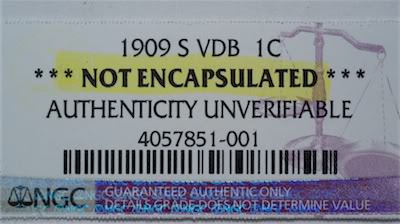 1909 S VDB 1C
*** NOT ENCAPSULATED ***
AUTHENTICITY UNVERIFIABLE
4057851-001
NGC GUARANTEED AUTHENTIC ONLY
DETAILS GRADE DOES NOT DETERMINE VALUE